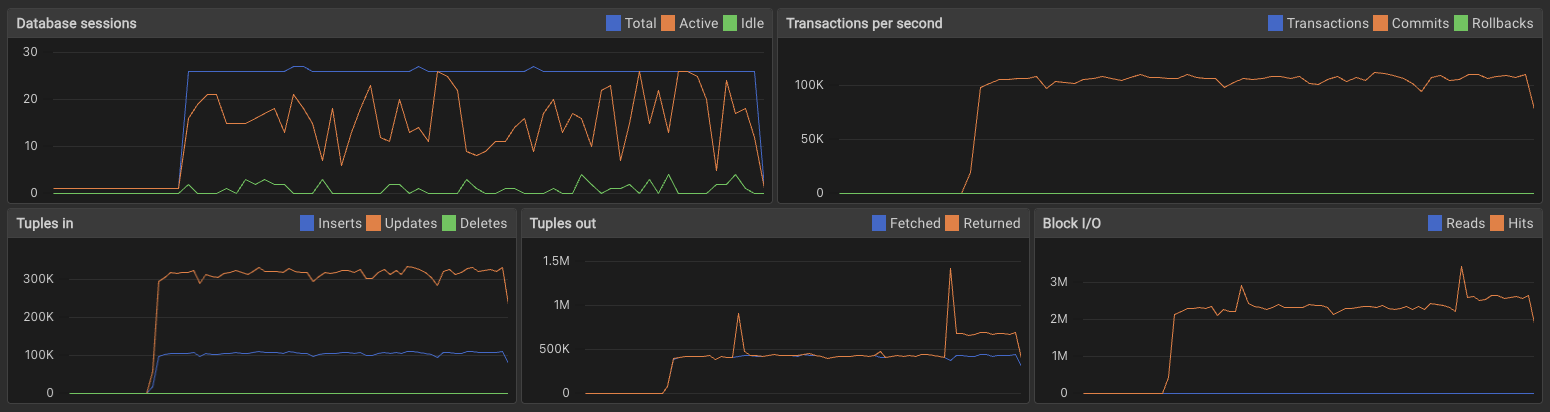 Database sessions Total Active Idle
30
20
10
0
Transactions per second Transactions Commits Rollbacks
100K
50K
0
Tuples in Inserts Updates Deletes
300K
200K
100K
0
Tuples out Fetched Returned
1.5M
1M
500K
0
Block I/O Reads Hits
3M
2M
1M
0